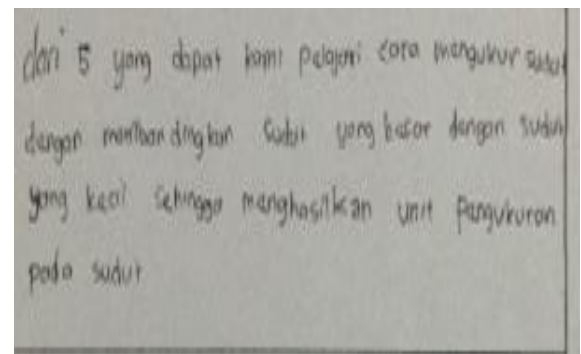 dari 5 yang dapat kami pelajari cara mengukur sudut
dengan membandingkan sudut yang besar dengan sudut
yang kecil sehingga menghasilkan unit pengukuran
pada sudut